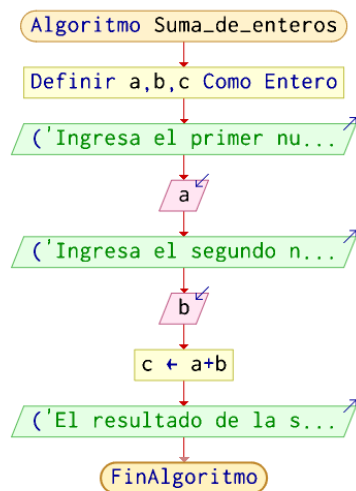 Algoritmo Suma_de_enteros
Definir a,b,c Como Entero
('Ingresa el primer nu...
a
('Ingresa el segundo n...
b
c ← a+b
('El resultado de la s...
FinAlgoritmo